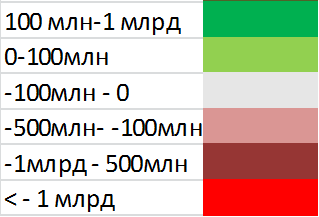 100 млн-1 млрд
0-100млн
-100млн - 0
-500млн- -100млн
-1млрд - 500млн
< - 1 млрд